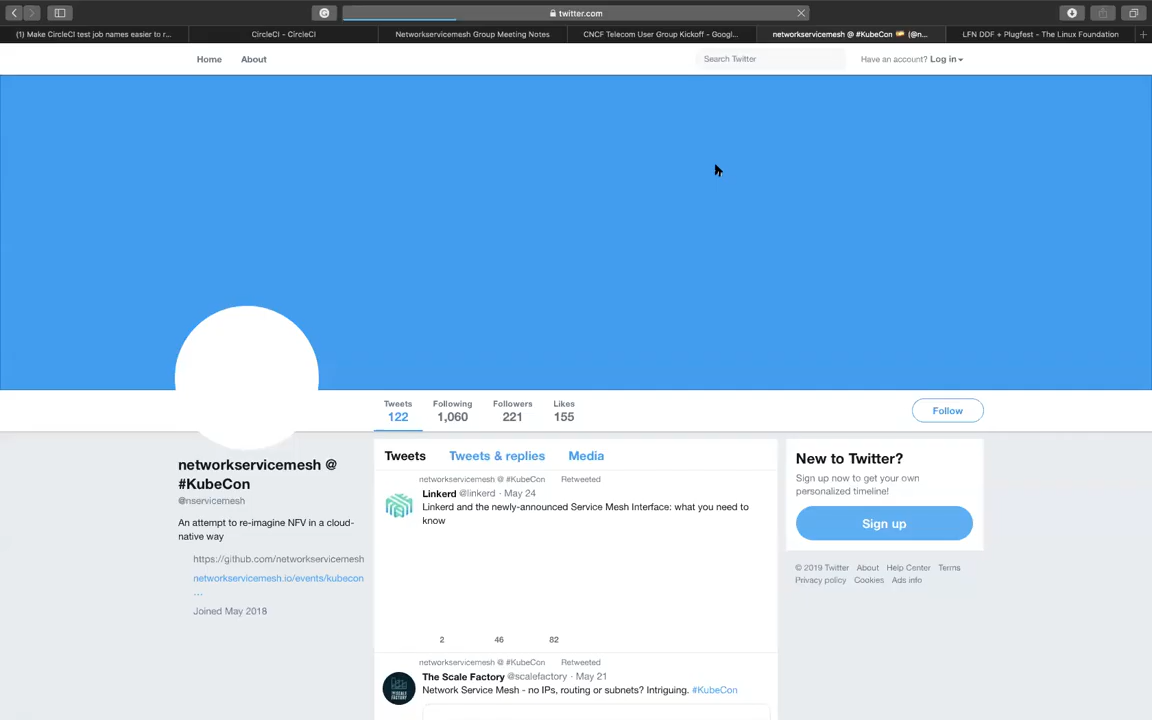 twitter.com
(1) Make CircleCI test job names easier to r...
CircleCI - CircleCI
Networkservicemesh Group Meeting Notes
CNCF Telecom User Group Kickoff - Googl...
networkservicemesh @ #KubeCon (@n...
LFN DDF + Plugfest - The Linux Foundation
Home
About
Search Twitter
Have an account? Log in
Tweets
122
Following
1,060
Followers
221
Likes
155
Follow
networkservicemesh @
#KubeCon
@nservicemesh
An attempt to re-imagine NFV in a cloud-
native way
https://github.com/networkservicemesh
networkservicemesh.io/events/kubecon
...
Joined May 2018
Tweets
Tweets & replies
Media
networkservicemesh @ #KubeCon Retweeted
Linkerd @linkerd · May 24
Linkerd and the newly-announced Service Mesh Interface: what you need to
know
2
46
82
networkservicemesh @ #KubeCon Retweeted
The Scale Factory @scalefactory · May 21
Network Service Mesh - no IPs, routing or subnets? Intriguing. #KubeCon
New to Twitter?
Sign up now to get your own
personalized timeline!
Sign up
© 2019 Twitter About Help Center Terms
Privacy policy Cookies Ads info